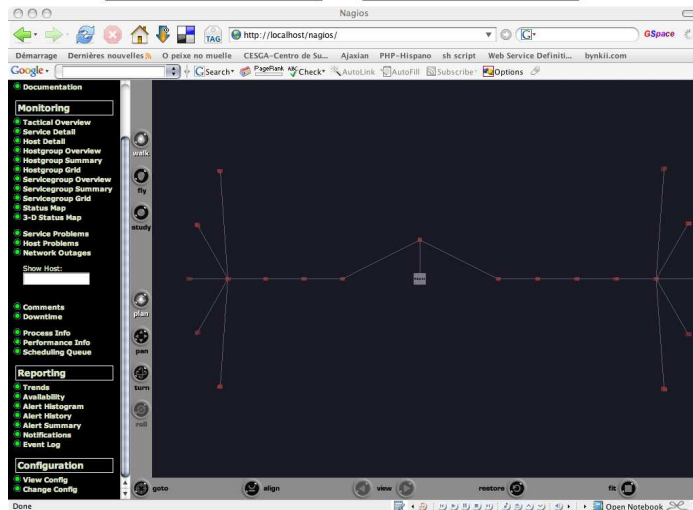 Nagios
TAG
http://localhost/nagios/
G
GSpace
Démarrage Dernières nouvelles O peixe no muelle CESGA-Centro de Su... Ajaxian PHP-Hispano sh script Web Service Definiti... bynkii.com
Google
Search
PageRank
Check
AutoLink
AutoFill
Subscribe
Options
Documentation
Monitoring
Tactical Overview
Service Detail
Host Detail
Hostgroup Overview
Hostgroup Summary
Hostgroup Grid
Servicegroup Overview
Servicegroup Summary
Servicegroup Grid
Status Map
3-D Status Map
Service Problems
Host Problems
Network Outages
Show Host:
Comments
Downtime
Process Info
Performance Info
Scheduling Queue
Reporting
Trends
Availability
Alert Histogram
Alert History
Alert Summary
Notifications
Event Log
Configuration
View Config
Change Config
walk
fly
study
plan
pan
turn
roll
goto
align
view
restore
fit
Done
Open Notebook